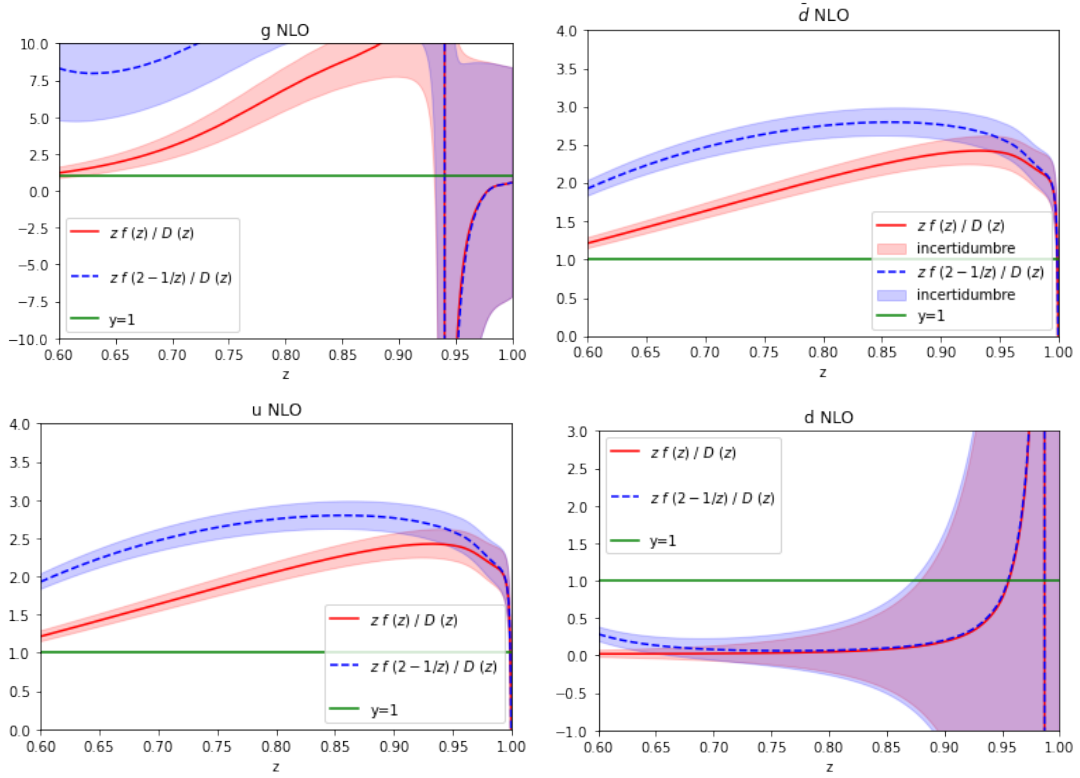 g NLO
10.0
7.5
5.0
2.5
0.0
−2.5
−5.0
−7.5
−10.0
z f (z) / D (z)
z f (2 − 1/z) / D (z)
y=1
0.60 0.65 0.70 0.75 0.80 0.85 0.90 0.95 1.00
z
d̄ NLO
4.0
3.5
3.0
2.5
2.0
1.5
1.0
0.5
0.0
z f (z) / D (z)
incertidumbre
z f (2 − 1/z) / D (z)
incertidumbre
y=1
0.60 0.65 0.70 0.75 0.80 0.85 0.90 0.95 1.00
z
u NLO
4.0
3.5
3.0
2.5
2.0
1.5
1.0
0.5
0.0
z f (z) / D (z)
z f (2 − 1/z) / D (z)
y=1
0.60 0.65 0.70 0.75 0.80 0.85 0.90 0.95 1.00
z
d NLO
3.0
2.5
2.0
1.5
1.0
0.5
0.0
−0.5
−1.0
z f (z) / D (z)
z f (2 − 1/z) / D (z)
y=1
0.60 0.65 0.70 0.75 0.80 0.85 0.90 0.95 1.00
z